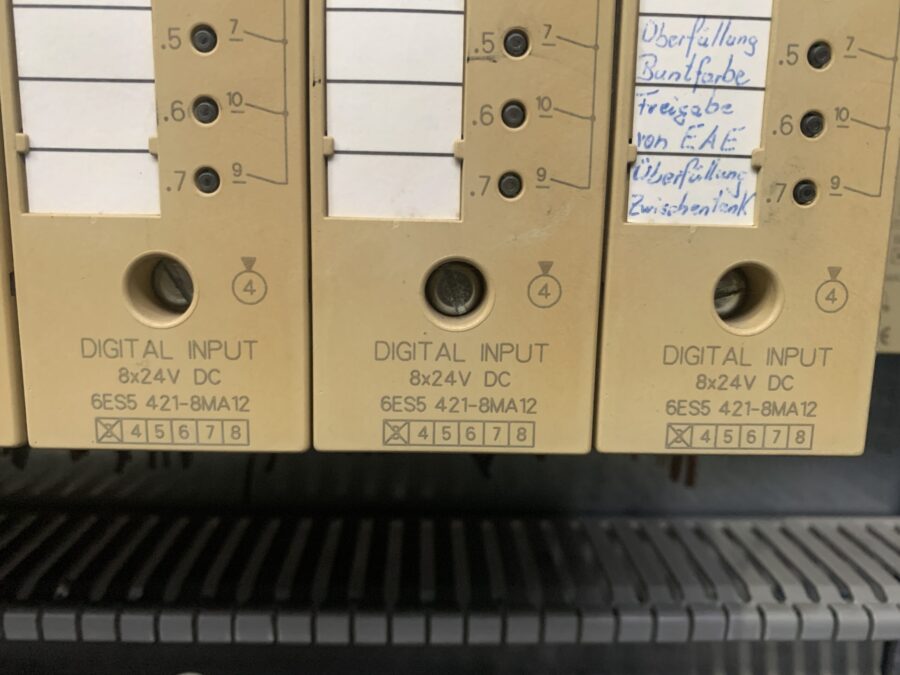 .5 7
.6 10
.7 9
4
DIGITAL INPUT
8x24V DC
6ES5 421-8MA12
3 4 5 6 7 8
.5 7
.6 10
.7 9
4
DIGITAL INPUT
8x24V DC
6ES5 421-8MA12
3 4 5 6 7 8
Überfüllung
Buntfarbe
Freigabe
von EAE
Überfüllung
Zwischentank
.5 7
.6 10
.7 9
4
DIGITAL INPUT
8x24V DC
6ES5 421-8MA12
3 4 5 6 7 8